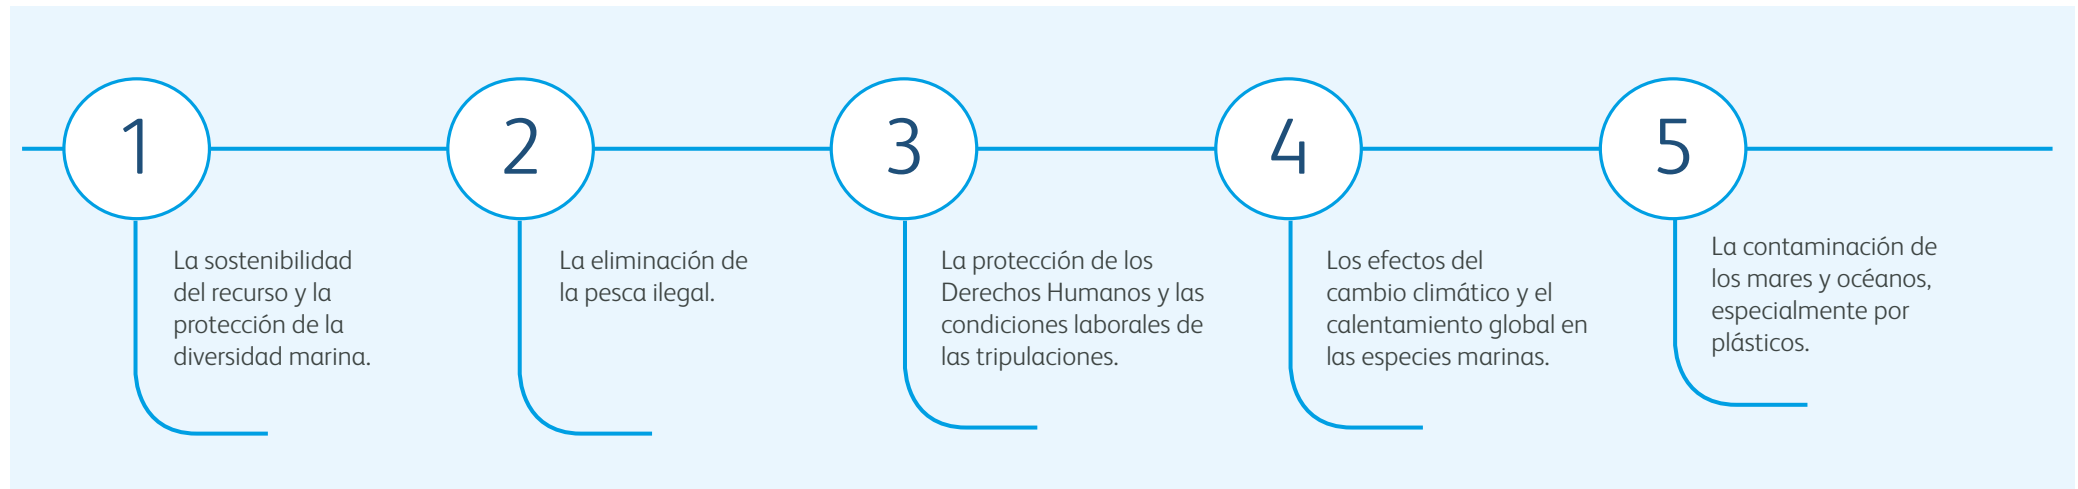 1
La sostenibilidad
del recurso y la
protección de la
diversidad marina.
2
La eliminación de
la pesca ilegal.
3
La protección de los
Derechos Humanos y las
condiciones laborales de
las tripulaciones.
4
Los efectos del
cambio climático y el
calentamiento global en
las especies marinas.
5
La contaminación de
los mares y océanos,
especialmente por
plásticos.